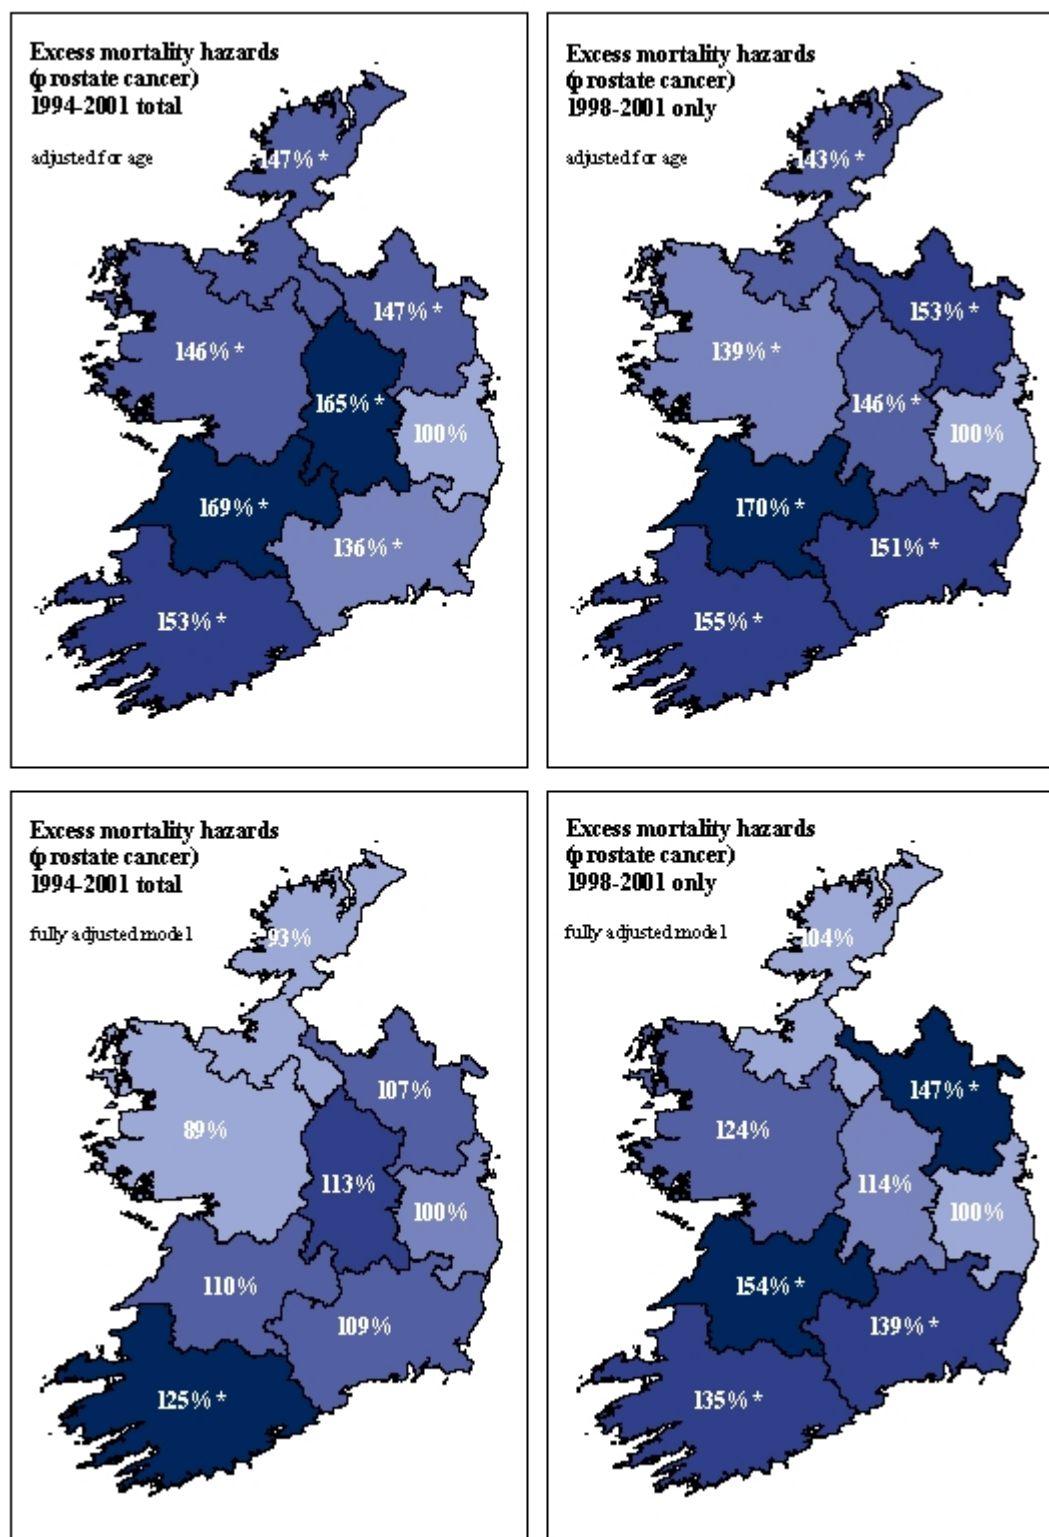 Excess mortality hazards
(prostate cancer)
1994-2001 total
adjusted for age
147% *
147% *
146% *
165% *
100%
169% *
136% *
153% *
Excess mortality hazards
(prostate cancer)
1998-2001 only
adjusted for age
143% *
153% *
139% *
146% *
100%
170% *
151% *
155% *
Excess mortality hazards
(prostate cancer)
1994-2001 total
fully adjusted model
93%
107%
89%
113%
100%
110%
109%
125% *
Excess mortality hazards
(prostate cancer)
1998-2001 only
fully adjusted model
104%
147% *
124%
114%
100%
154% *
139% *
135% *